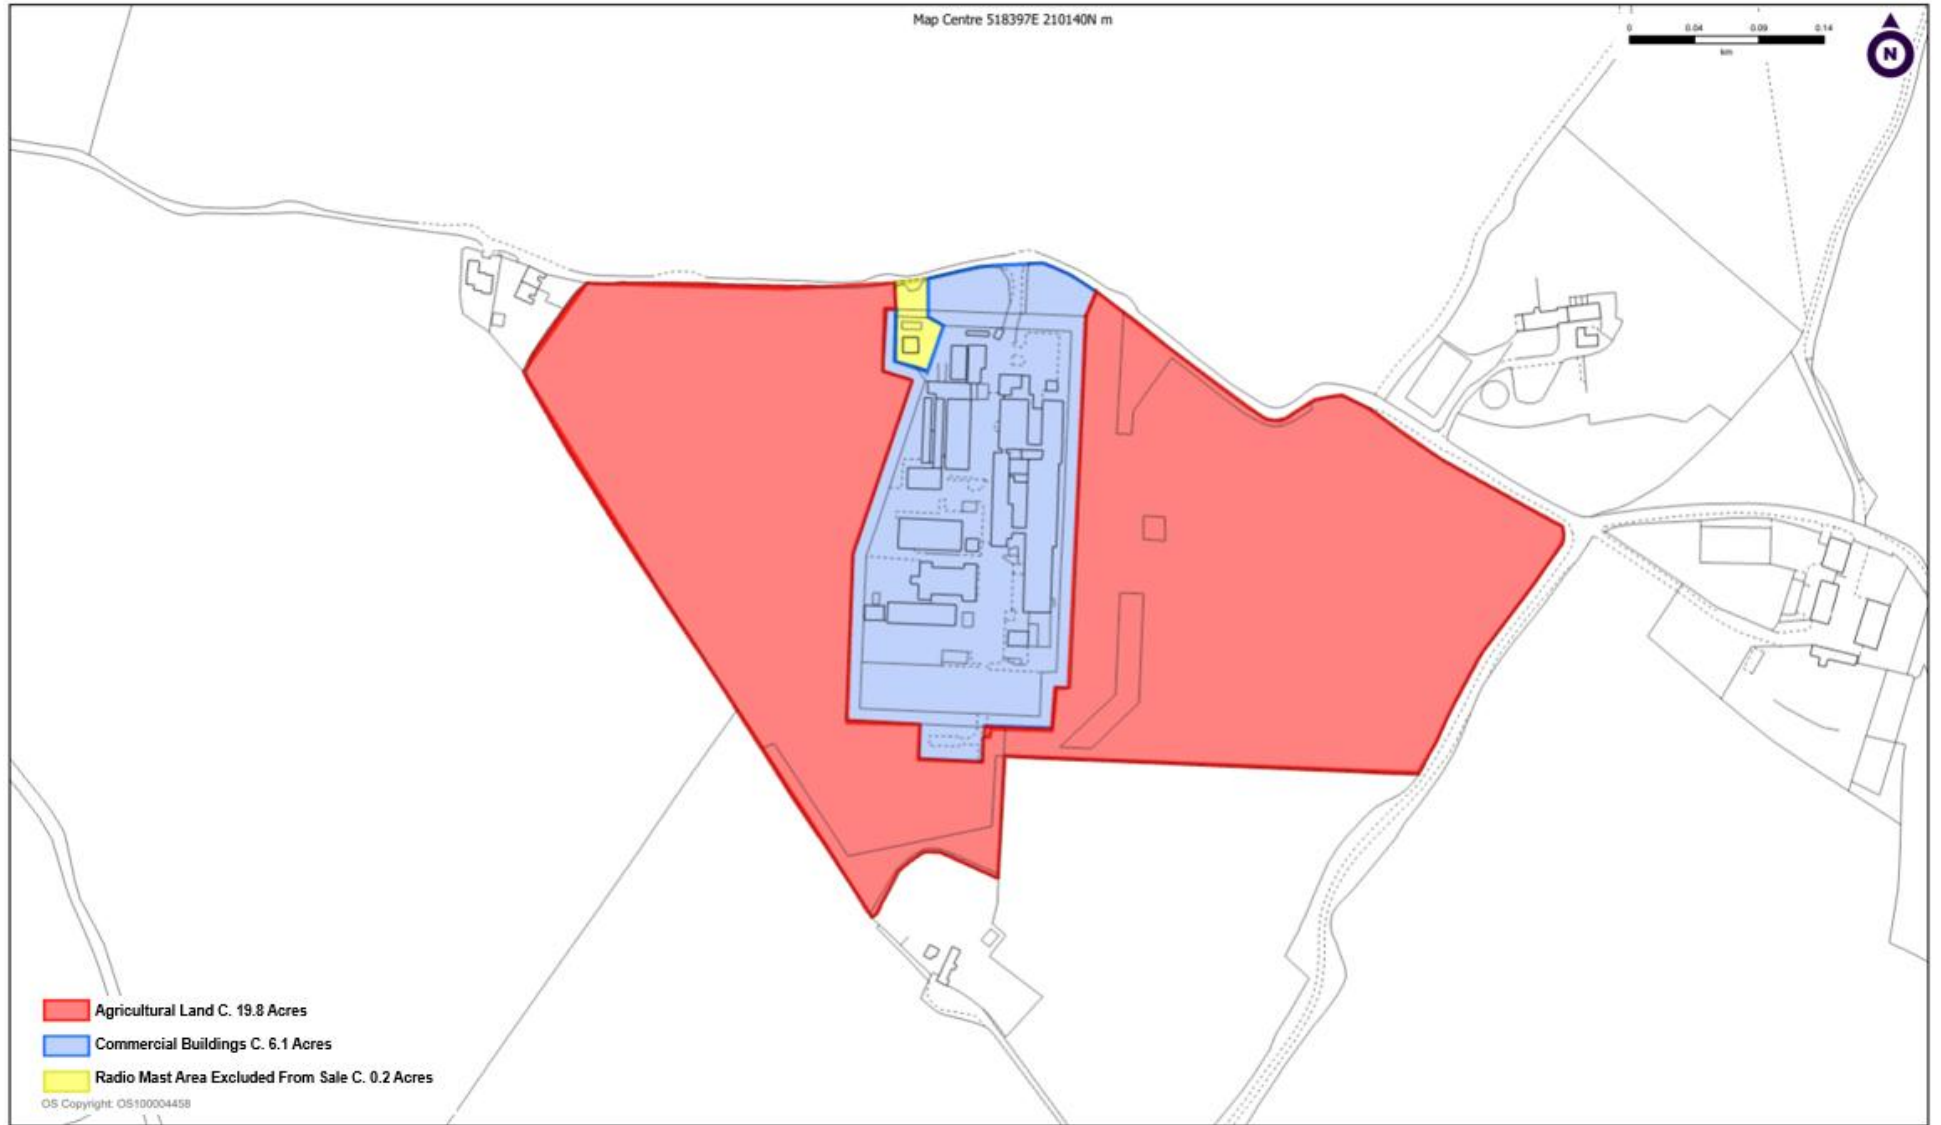 Map Centre 518397E 210140N m
0 0.04 0.09 0.14
km
N
Agricultural Land C. 19.8 Acres
Commercial Buildings C. 6.1 Acres
Radio Mast Area Excluded From Sale C. 0.2 Acres
OS Copyright: OS100004458